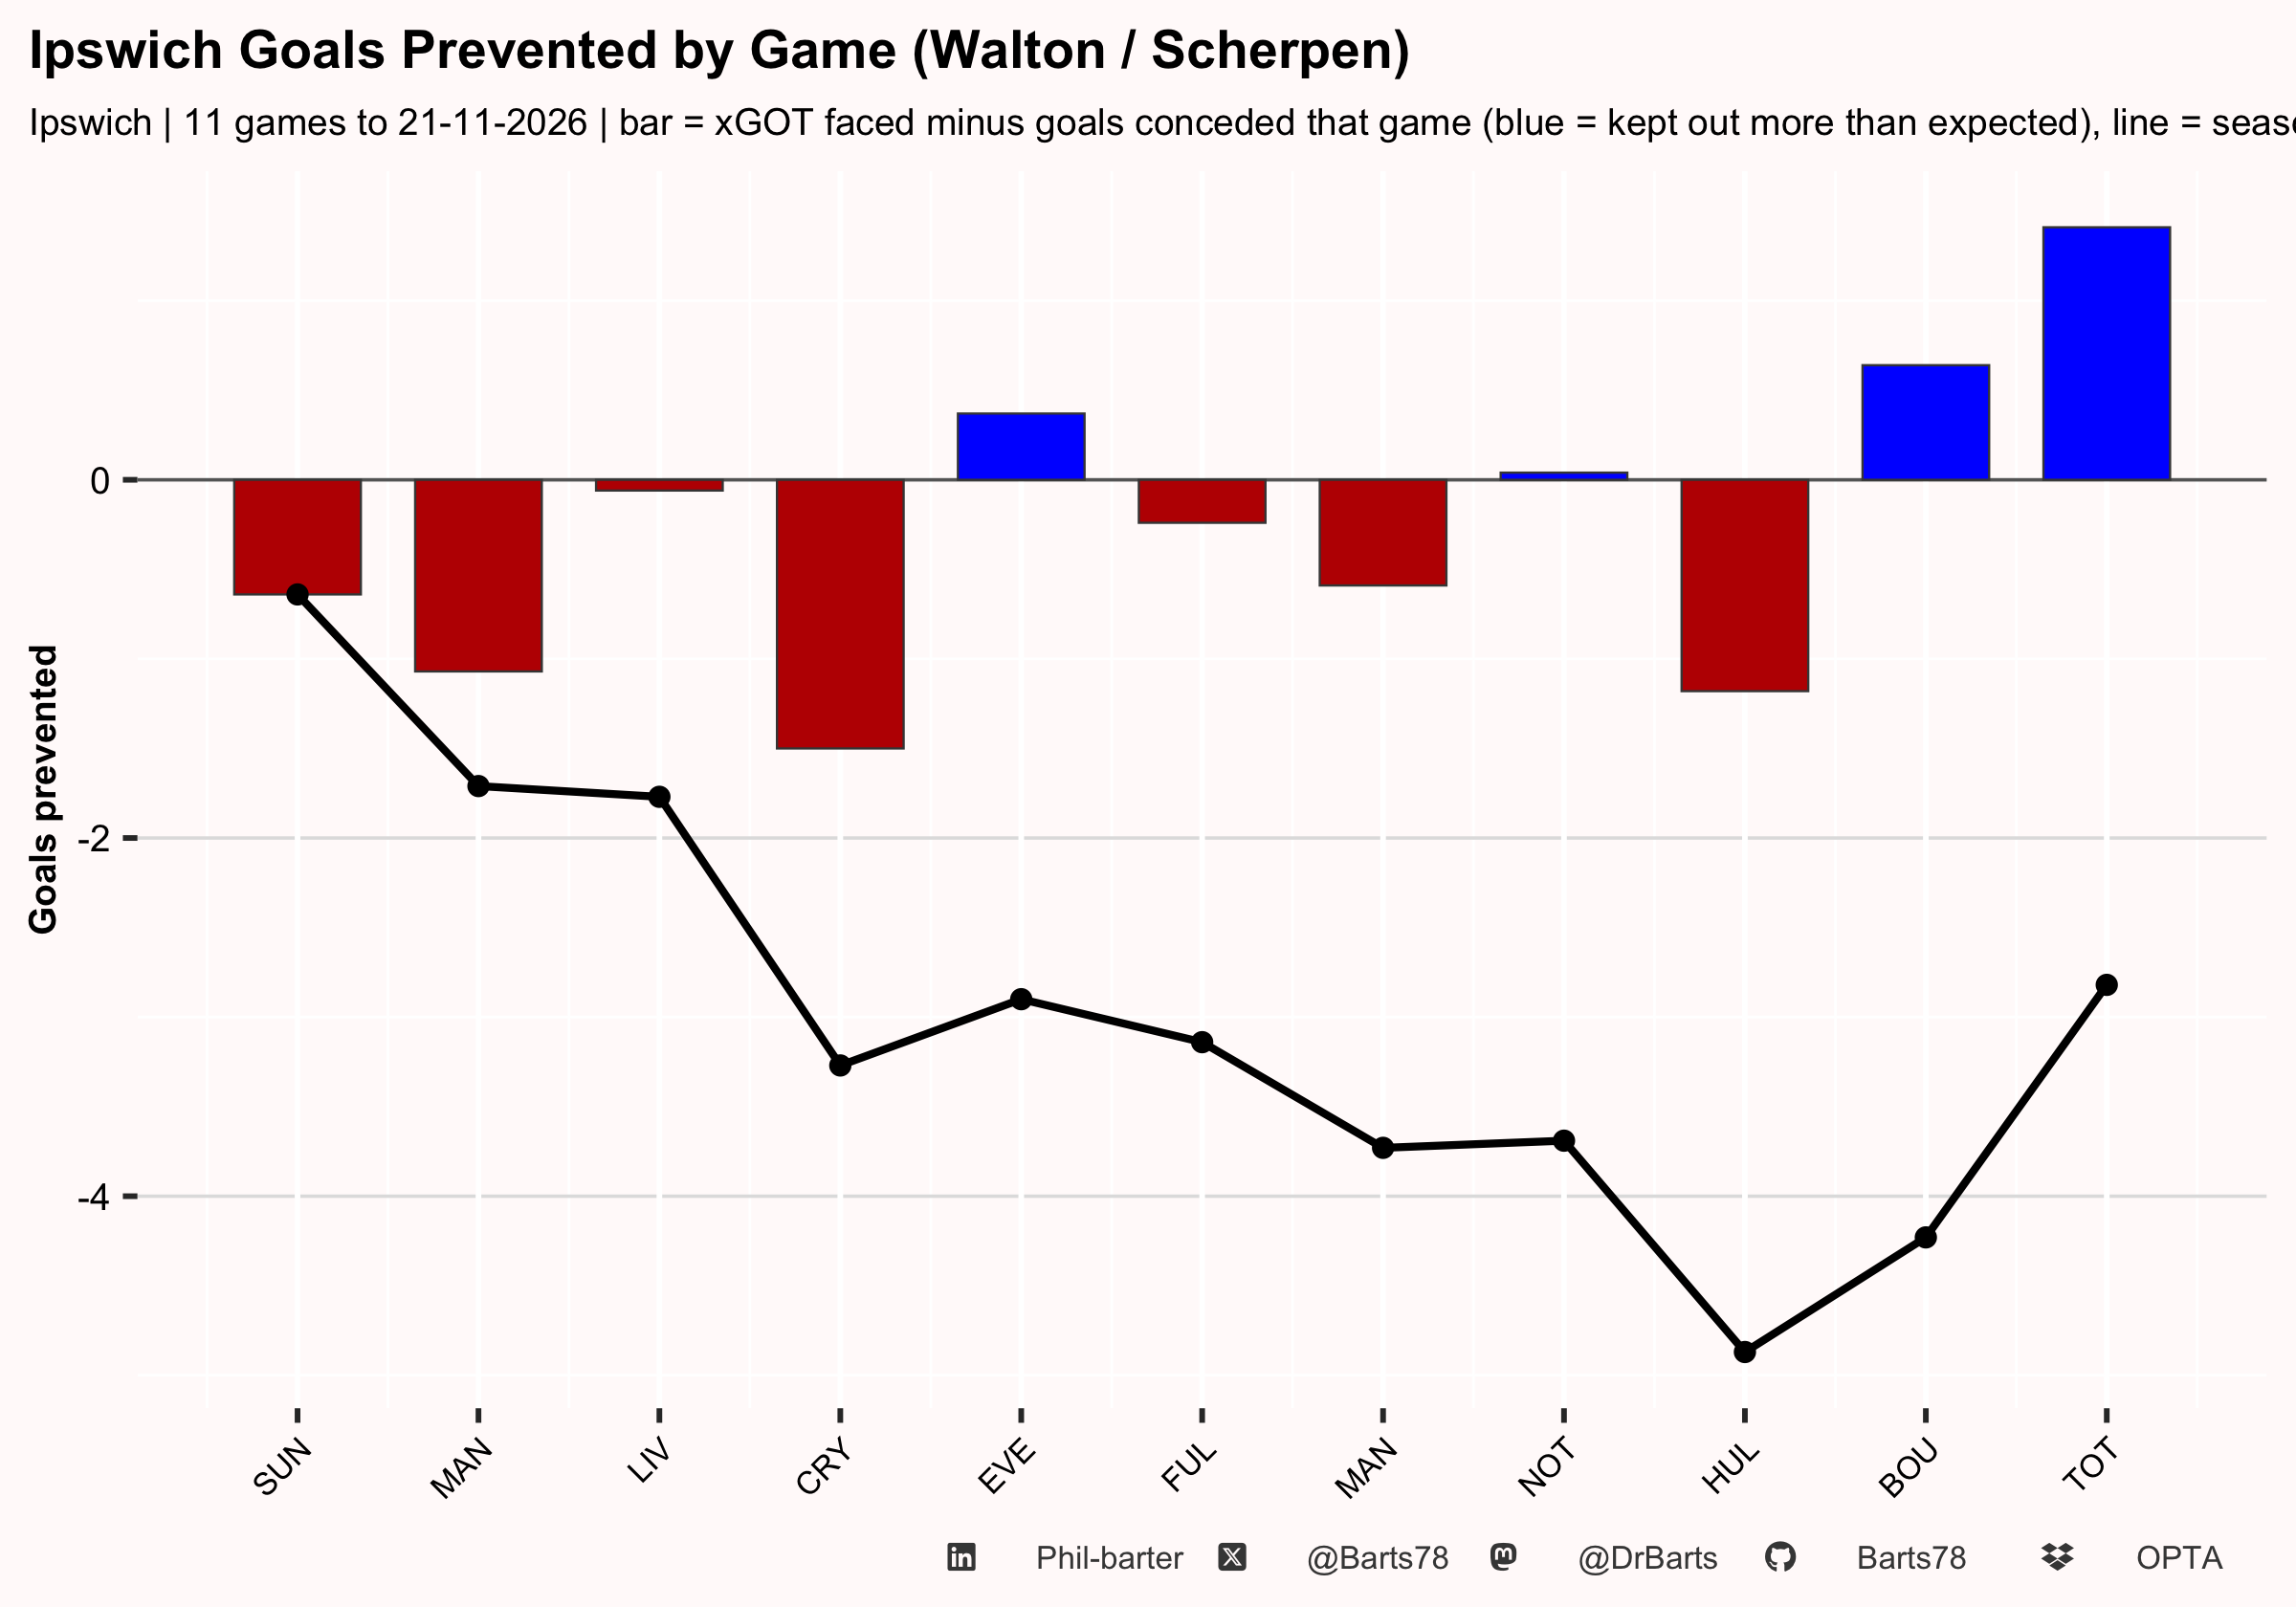 Ipswich Goals Prevented by Game (Walton / Scherpen)
Ipswich | 11 games to 21-11-2026 | bar = xGOT faced minus goals conceded that game (blue = kept out more than expected), line = seas
Goals prevented
0
-2
-4
SUN
MAN
LIV
CRY
EVE
FUL
MAN
NOT
HUL
BOU
TOT
Phil-barter @Barts78 @DrBarts Barts78 OPTA